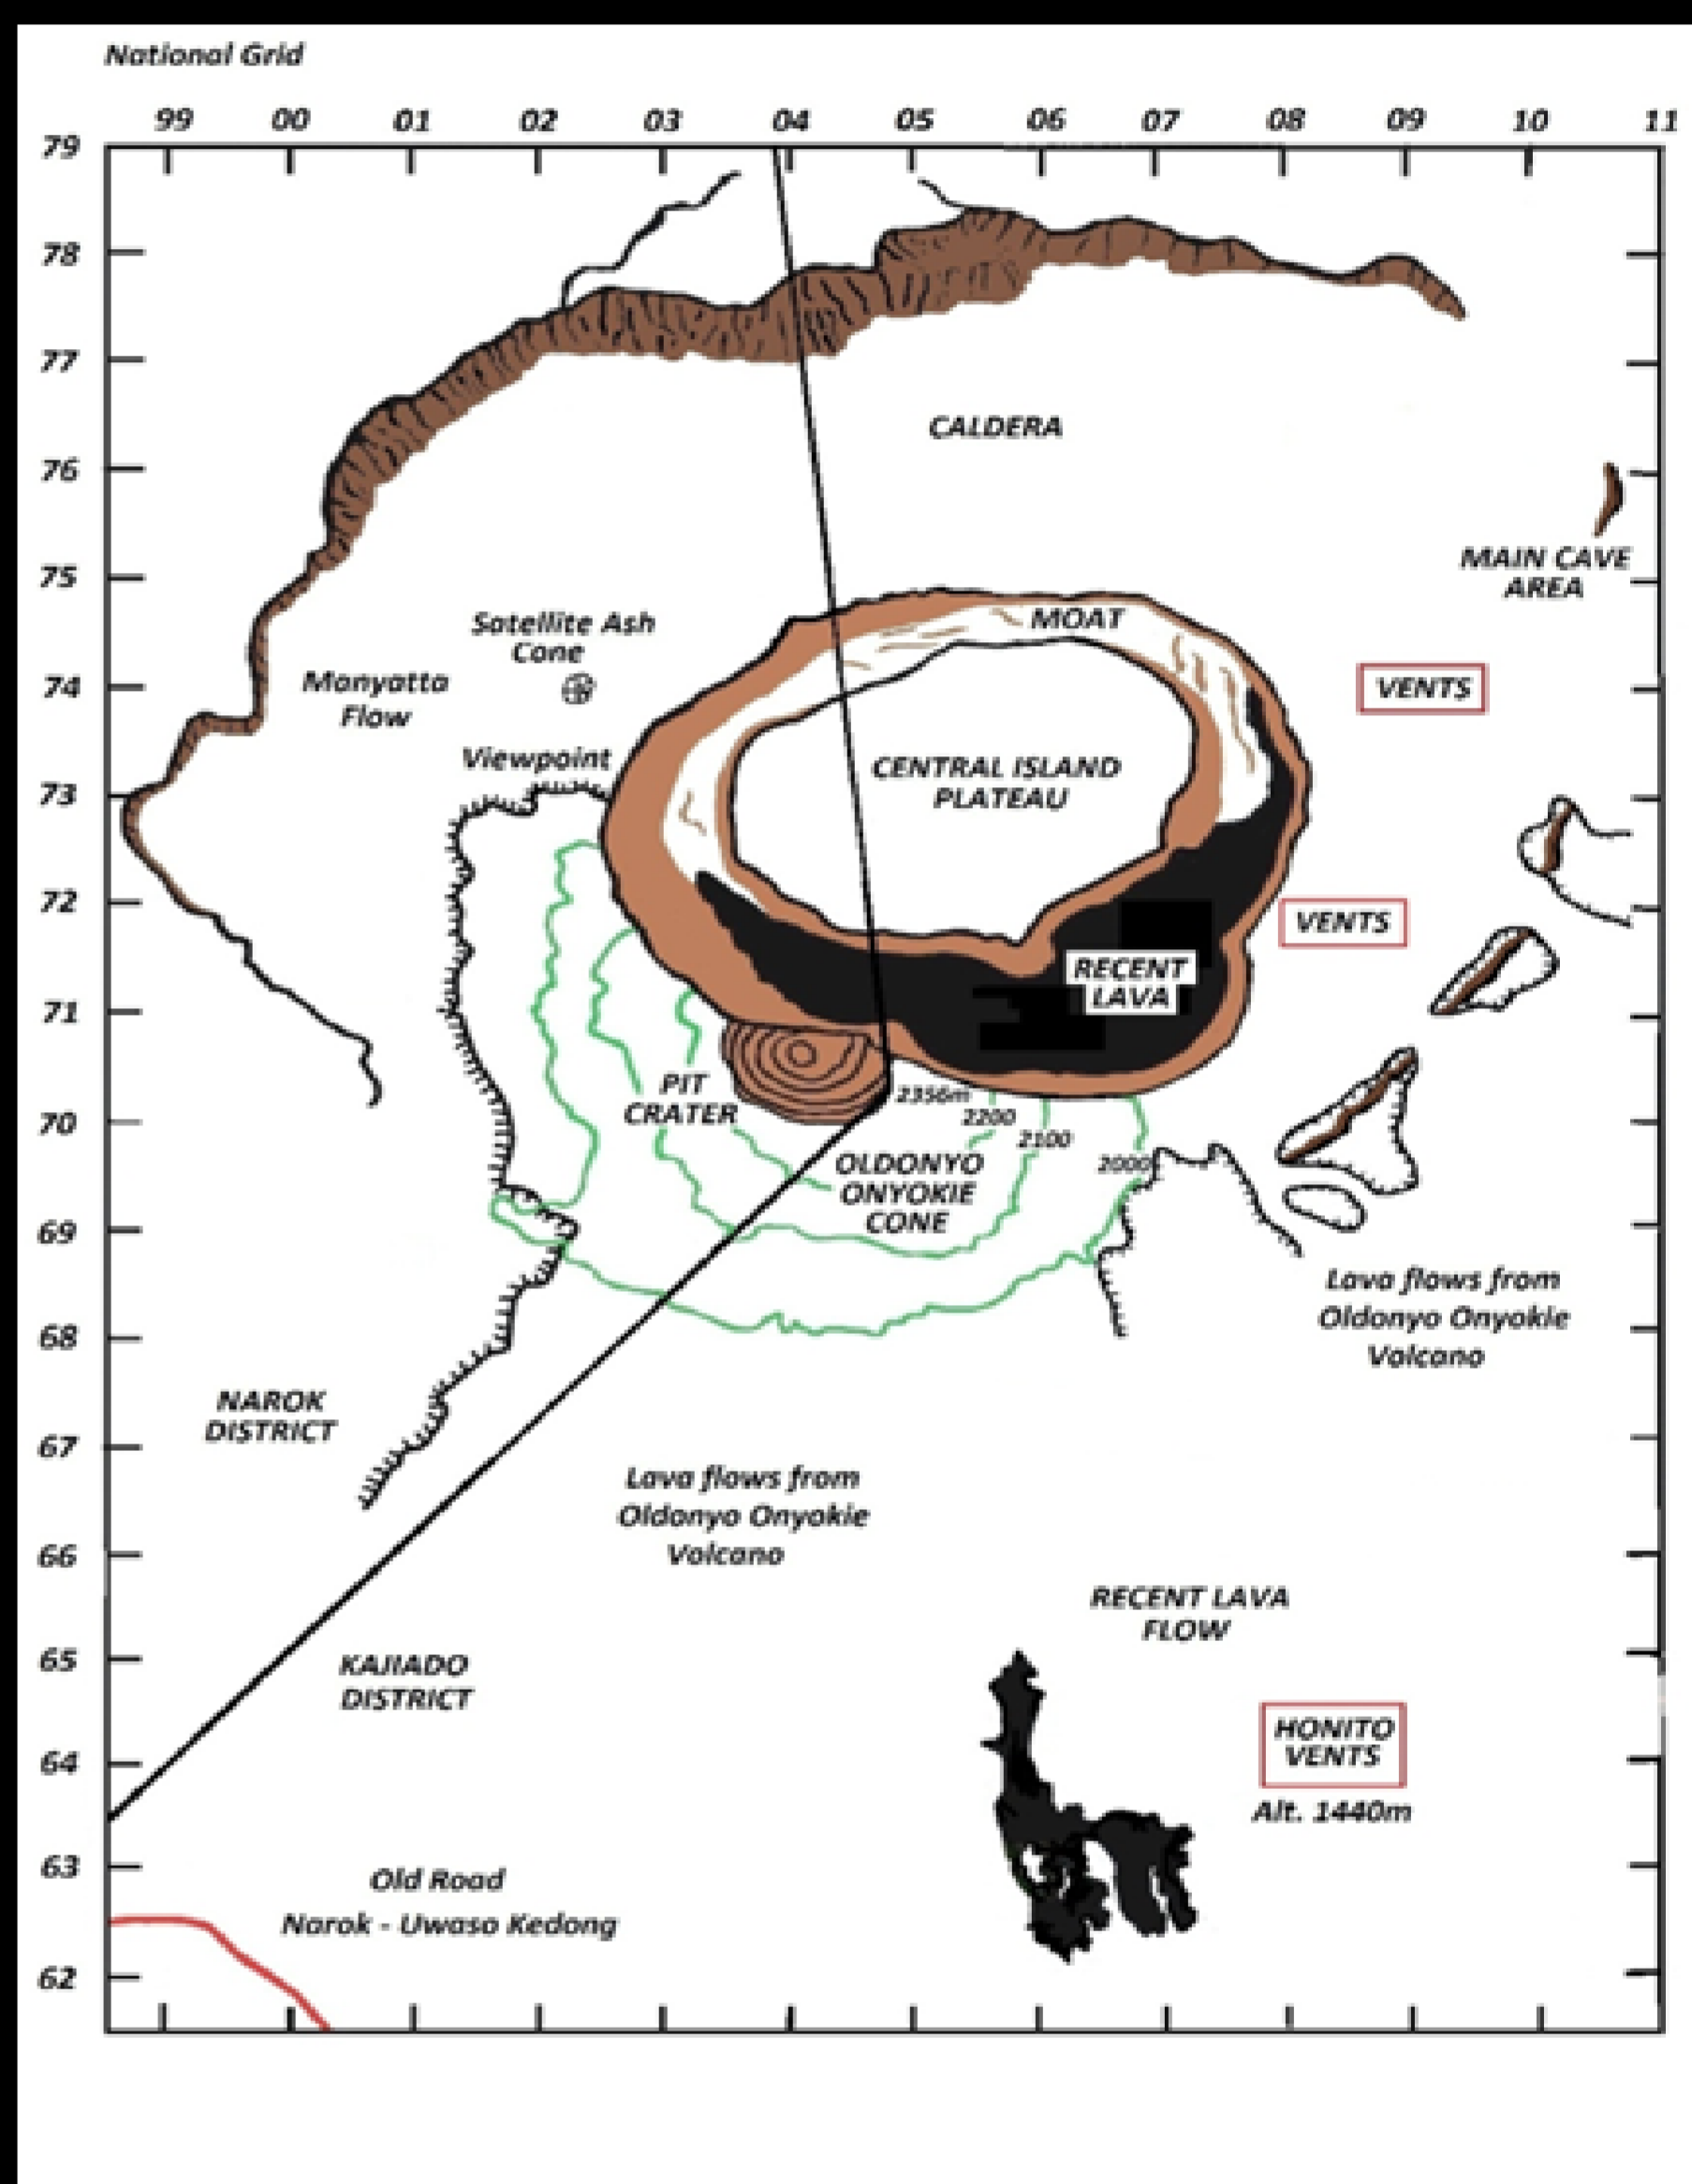 National Grid
99 00 01 02 03 04 05 06 07 08 09 10 11
79
78
77
CALDERA
76
MAIN CAVE
AREA
75
Satellite Ash
Cone
MOAT
Manyatta
Flow
74
VENTS
Viewpoint
CENTRAL ISLAND
PLATEAU
73
72
VENTS
RECENT
LAVA
71
PIT
CRATER
2356m
2200
2100
2000
70
OLDONYO
ONYOKIE
CONE
69
Lava flows from
Oldonyo Onyokie
Volcano
68
NAROK
DISTRICT
67
Lava flows from
Oldonyo Onyokie
Volcano
66
RECENT LAVA
FLOW
65
KAJIADO
DISTRICT
HONITO
VENTS
64
Alt. 1440m
63
Old Road
Narok - Uwaso Kedong
62